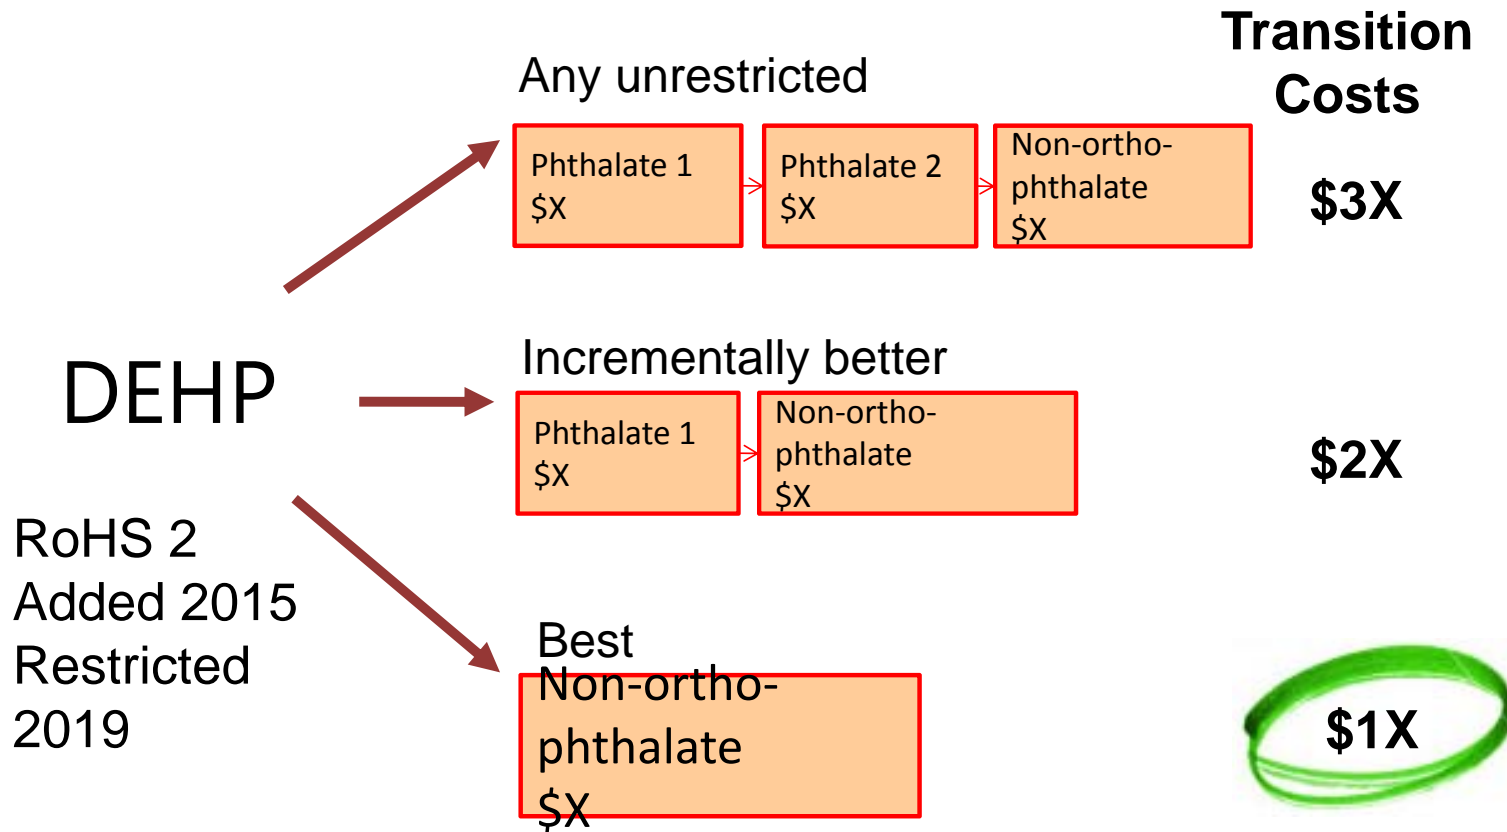 Transition
Costs
Any unrestricted
Phthalate 1
$X
Phthalate 2
$X
Non-ortho-
phthalate
$X
$3X
DEHP
Incrementally better
Phthalate 1
$X
Non-ortho-
phthalate
$X
$2X
RoHS 2
Added 2015
Restricted
2019
Best
Non-ortho-
phthalate
$X
$1X